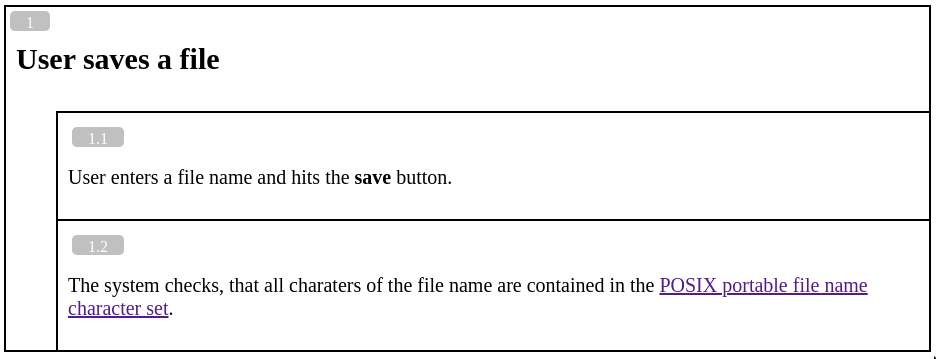 1
User saves a file
1.1
User enters a file name and hits the save button.
1.2
The system checks, that all charaters of the file name are contained in the POSIX portable file name
character set.